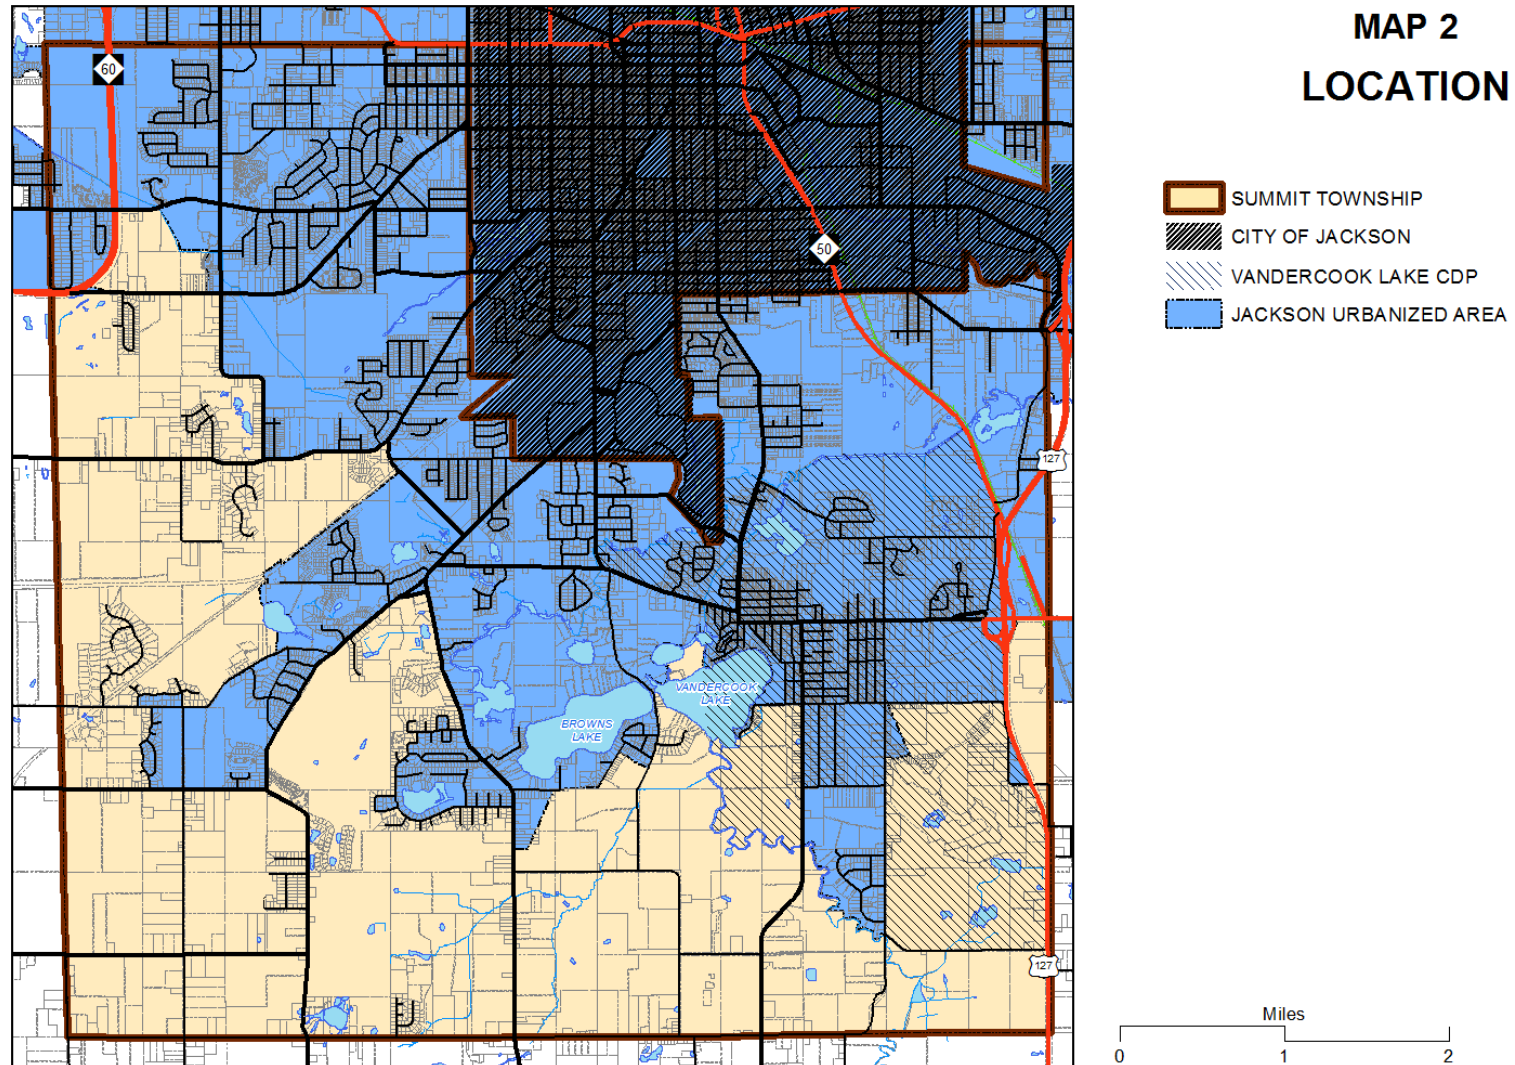 MAP 2
LOCATION
60
SUMMIT TOWNSHIP
CITY OF JACKSON
50
VANDERCOOK LAKE CDP
JACKSON URBANIZED AREA
127
VANDERCOOK
LAKE
BROWNS
LAKE
127
Miles
0 1 2